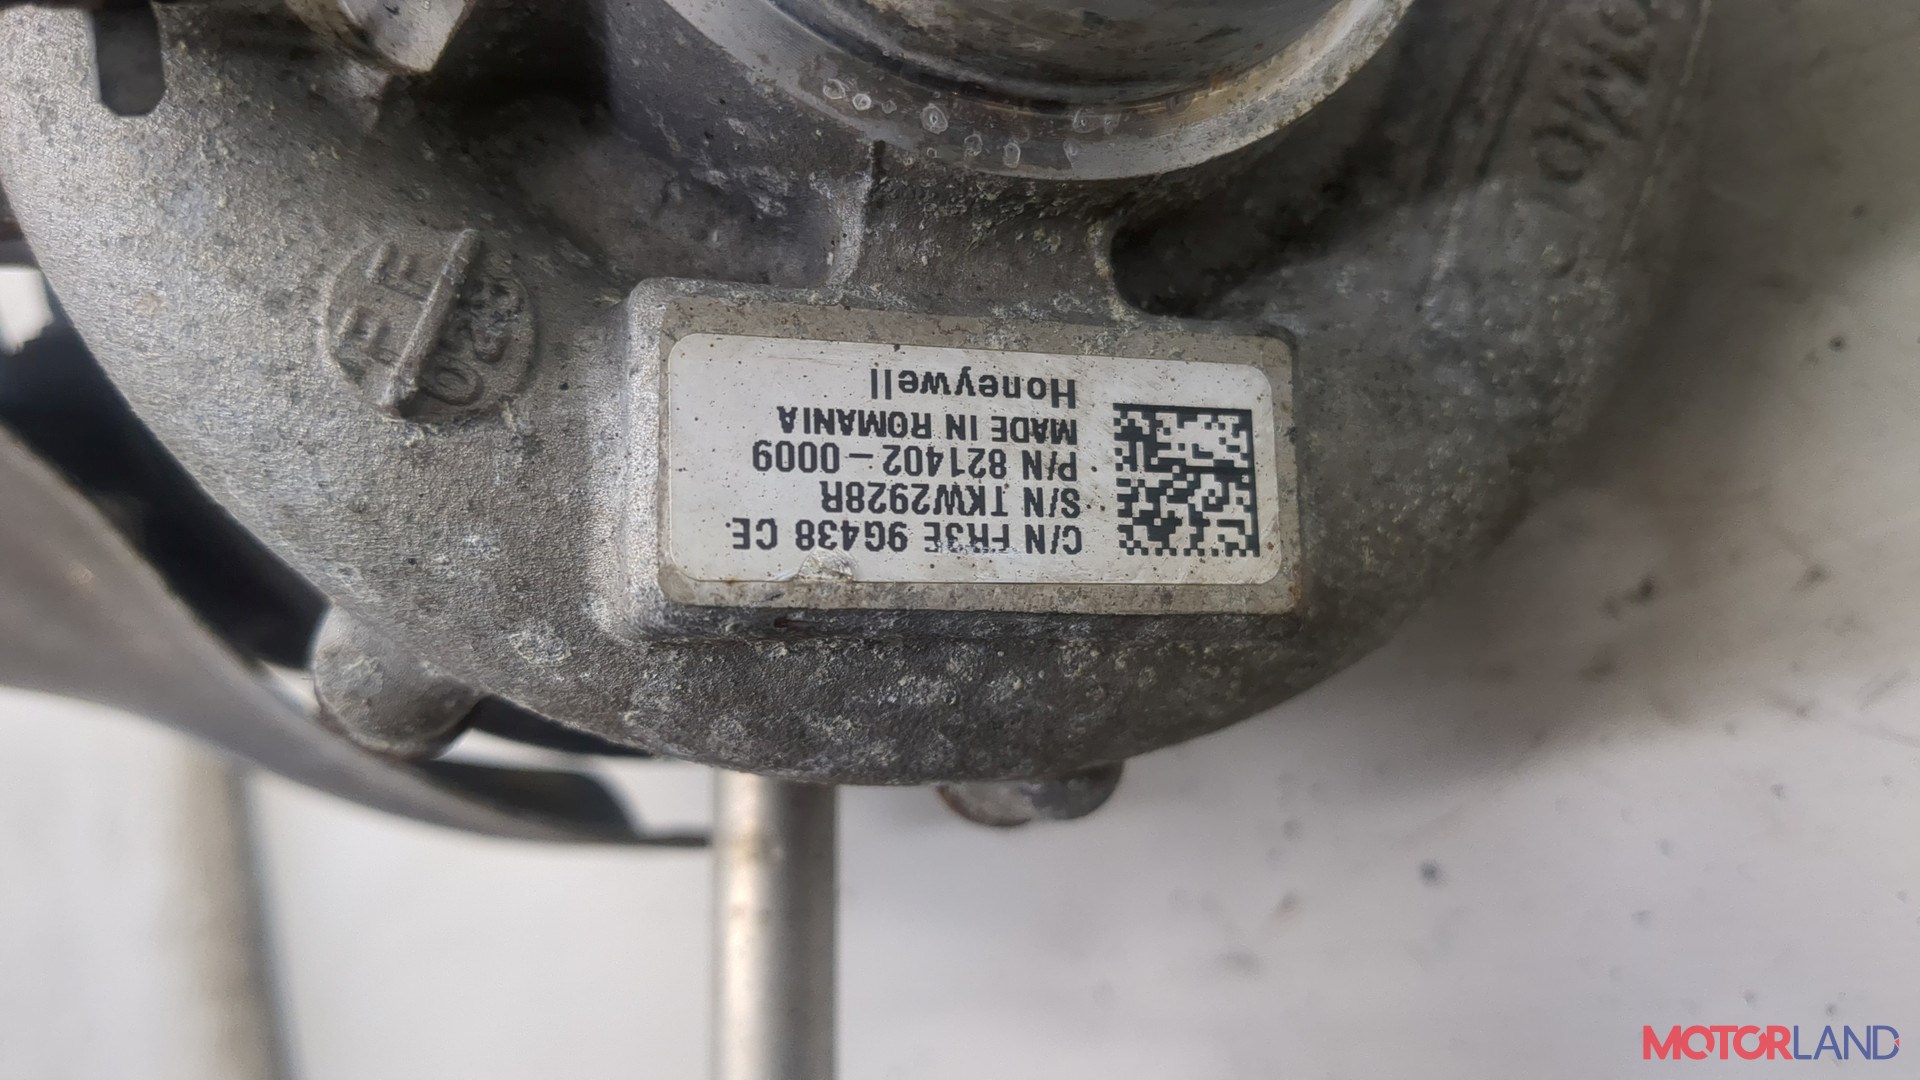 Honeywell
MADE IN ROMANIA
P/N 821402-0009
S/N TKW2928R
C/N FR3E 9G438 CE
MOTORLAND